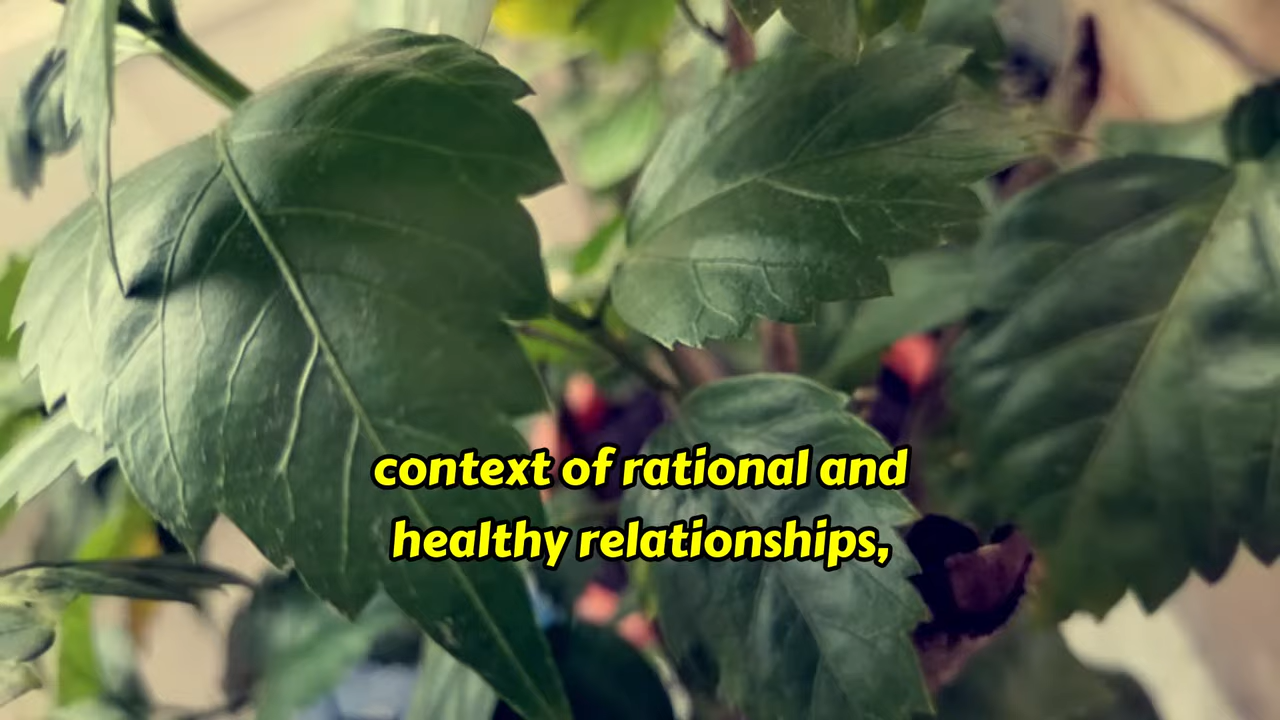 context of rational and
healthy relationships,